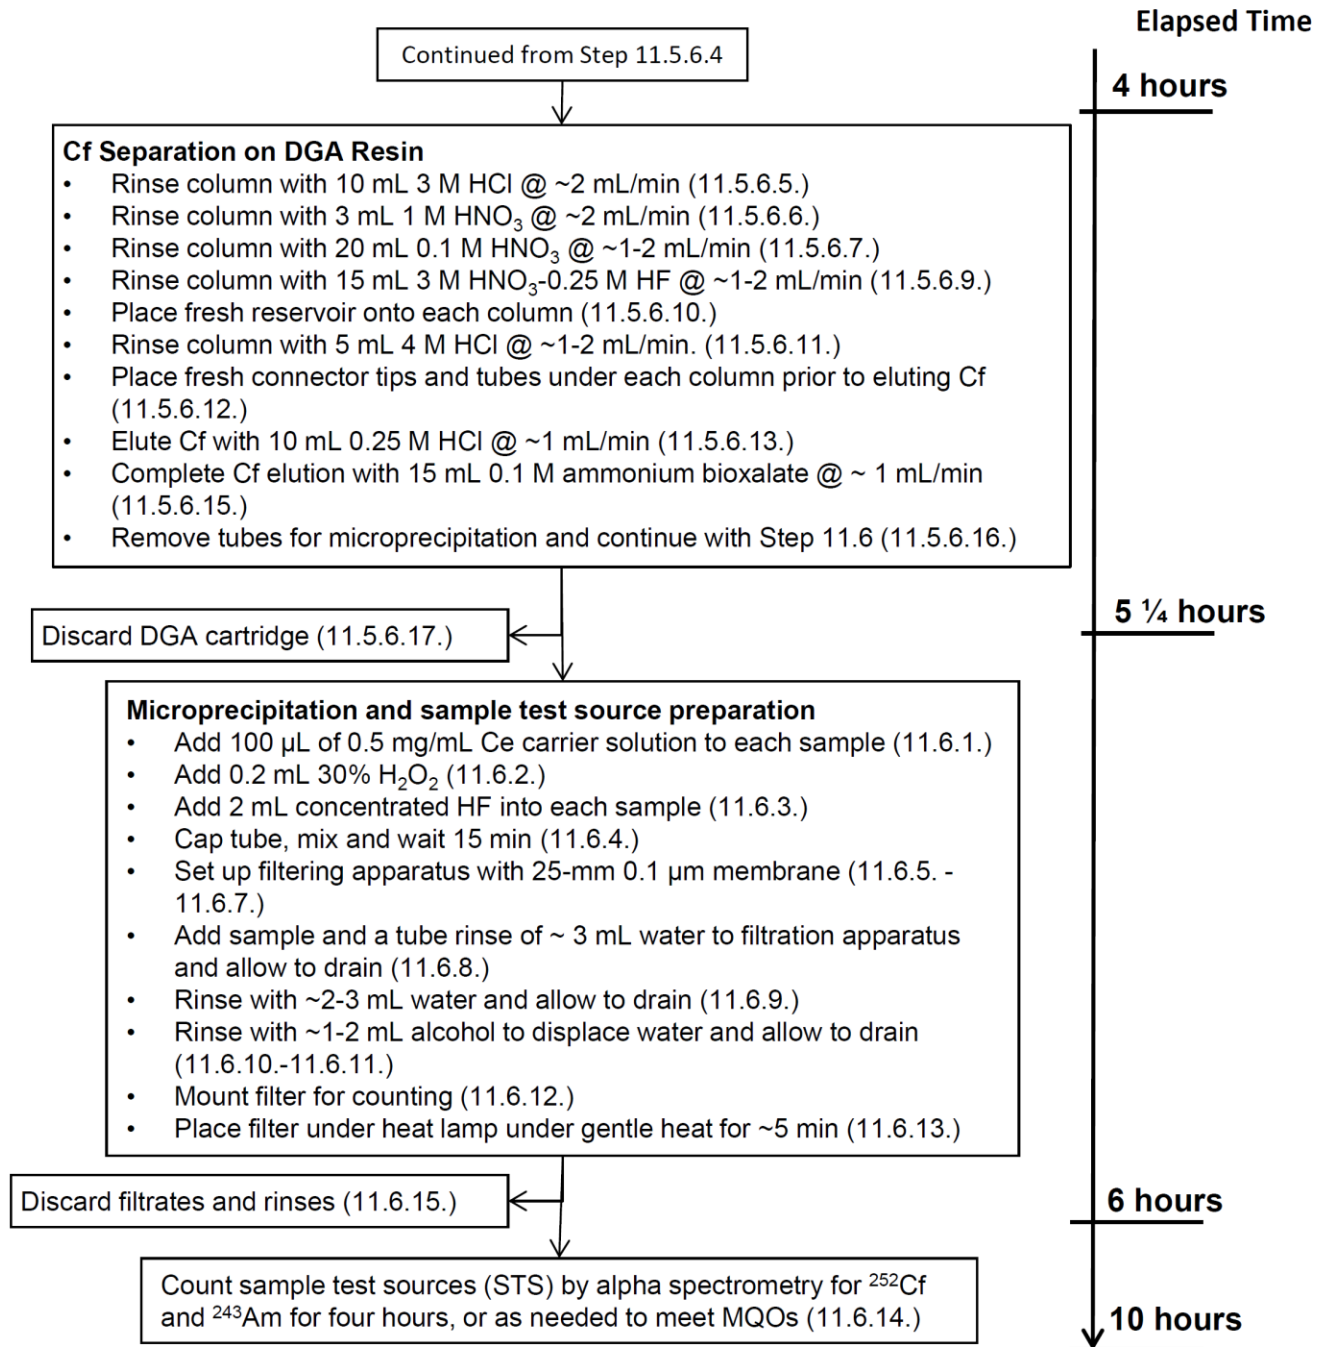 Elapsed Time
Continued from Step 11.5.6.4
4 hours
Cf Separation on DGA Resin
• Rinse column with 10 mL 3 M HCl @ ~2 mL/min (11.5.6.5.)
• Rinse column with 3 mL 1 M HNO₃ @ ~2 mL/min (11.5.6.6.)
• Rinse column with 20 mL 0.1 M HNO₃ @ ~1-2 mL/min (11.5.6.7.)
• Rinse column with 15 mL 3 M HNO₃-0.25 M HF @ ~1-2 mL/min (11.5.6.9.)
• Place fresh reservoir onto each column (11.5.6.10.)
• Rinse column with 5 mL 4 M HCl @ ~1-2 mL/min. (11.5.6.11.)
• Place fresh connector tips and tubes under each column prior to eluting Cf
(11.5.6.12.)
• Elute Cf with 10 mL 0.25 M HCl @ ~1 mL/min (11.5.6.13.)
• Complete Cf elution with 15 mL 0.1 M ammonium bioxalate @ ~ 1 mL/min
(11.5.6.15.)
• Remove tubes for microprecipitation and continue with Step 11.6 (11.5.6.16.)
5 ¼ hours
Discard DGA cartridge (11.5.6.17.)
Microprecipitation and sample test source preparation
• Add 100 µL of 0.5 mg/mL Ce carrier solution to each sample (11.6.1.)
• Add 0.2 mL 30% H₂O₂ (11.6.2.)
• Add 2 mL concentrated HF into each sample (11.6.3.)
• Cap tube, mix and wait 15 min (11.6.4.)
• Set up filtering apparatus with 25-mm 0.1 µm membrane (11.6.5. -
11.6.7.)
• Add sample and a tube rinse of ~ 3 mL water to filtration apparatus
and allow to drain (11.6.8.)
• Rinse with ~2-3 mL water and allow to drain (11.6.9.)
• Rinse with ~1-2 mL alcohol to displace water and allow to drain
(11.6.10.-11.6.11.)
• Mount filter for counting (11.6.12.)
• Place filter under heat lamp under gentle heat for ~5 min (11.6.13.)
Discard filtrates and rinses (11.6.15.)
6 hours
Count sample test sources (STS) by alpha spectrometry for ²⁵²Cf
and ²⁴³Am for four hours, or as needed to meet MQOs (11.6.14.)
10 hours